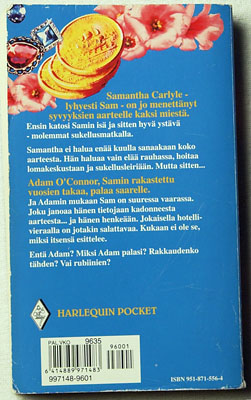 Samantha Carlyle -
lyhyesti Sam - on jo menettänyt
syvyyksien aarteelle kaksi miestä.
Ensin katosi Samin isä ja sitten hyvä ystävä
- molemmat sukellusmatkalla.
Samantha ei halua enää kuulla sanaakaan koko
aarteesta. Hän haluaa vain elää rauhassa, hoitaa
lomakeskustaan ja sukellusleiriään. Mutta sitten...
Adam O'Connor, Samin rakastettu
vuosien takaa, palaa saarelle.
Ja Adamin mukaan Sam on suuressa vaarassa.
Joku janoaa hänen tietojaan kadonneesta
aarteesta... ja hänen henkeään. Jokaisella hotelli-
vieraalla on jotakin salattavaa. Kukaan ei ole se,
miksi itsensä esittelee.
Entä Adam? Miksi Adam palasi? Rakkaudenko
tähden? Vai rubiinien?
HARLEQUIN POCKET
PAL.VKO 9635
96001
6 414889 971483
997148-9601
ISBN 951-871-556-4